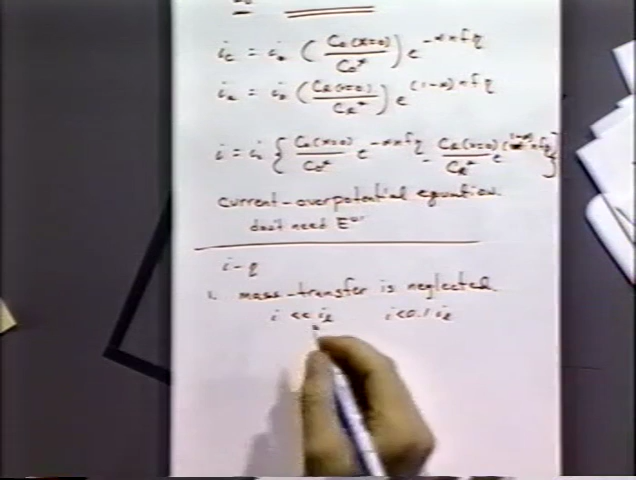 i_c = i_0 ( C_O(x=0) / C_O* ) e^{-αnfη}
i_a = i_0 ( C_R(x=0) / C_R* ) e^{(1-α)nfη}
i = i_0 { C_O(x=0) / C_O* e^{-αnfη} - C_R(x=0) / C_R* e^{(1-α)nfη} }
current-overpotential equation.
don't need E^{0'}
i-η
1. mass-transfer is neglected.
i << i_l i<0.1 i_l